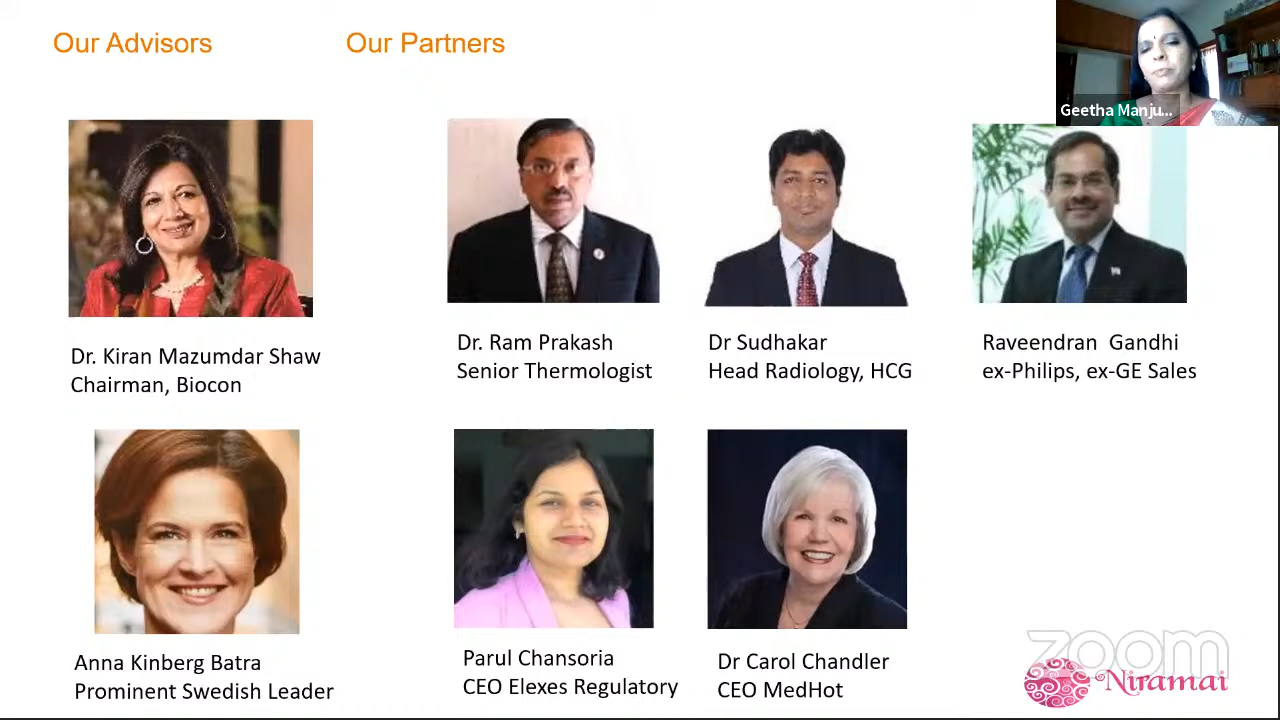 Our Advisors
Our Partners
Geetha Manju...
Dr. Kiran Mazumdar Shaw
Chairman, Biocon
Dr. Ram Prakash
Senior Thermologist
Dr Sudhakar
Head Radiology, HCG
Raveendran Gandhi
ex-Philips, ex-GE Sales
Anna Kinberg Batra
Prominent Swedish Leader
Parul Chansoria
CEO Elexes Regulatory
Dr Carol Chandler
CEO MedHot
zoom
Niramai